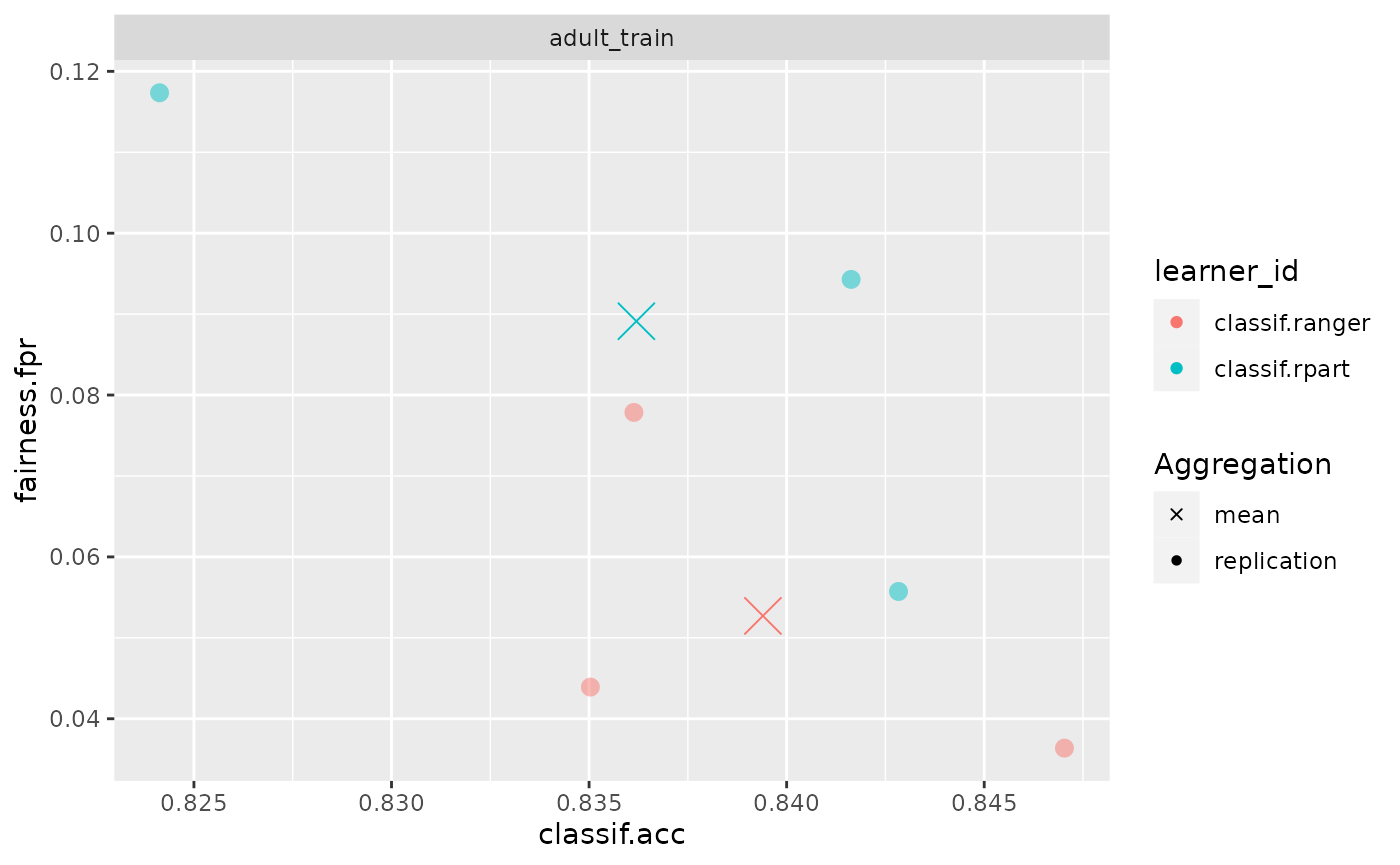 adult_train
0.12
0.10
0.08
0.06
0.04
fairness.fpr
0.825
0.830
0.835
0.840
0.845
classif.acc
learner_id
classif.ranger
classif.rpart
Aggregation
mean
replication